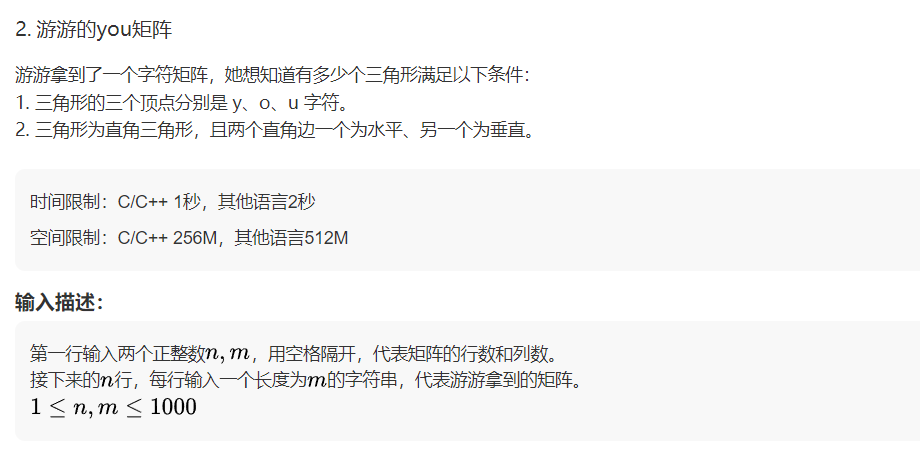 2. 游游的you矩阵
游游拿到了一个字符矩阵，她想知道有多少个三角形满足以下条件：
1. 三角形的三个顶点分别是 y、o、u 字符。
2. 三角形为直角三角形，且两个直角边一个为水平、另一个为垂直。
时间限制：C/C++ 1秒，其他语言2秒
空间限制：C/C++ 256M，其他语言512M
输入描述：
第一行输入两个正整数n, m，用空格隔开，代表矩阵的行数和列数。
接下来的n行，每行输入一个长度为m的字符串，代表游游拿到的矩阵。
1 ≤ n, m ≤ 1000